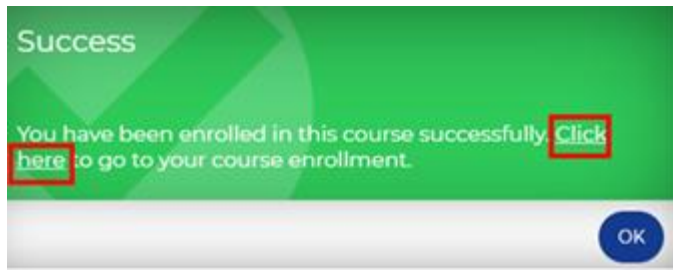 Success
You have been enrolled in this course successfully. Click
here to go to your course enrollment.
OK